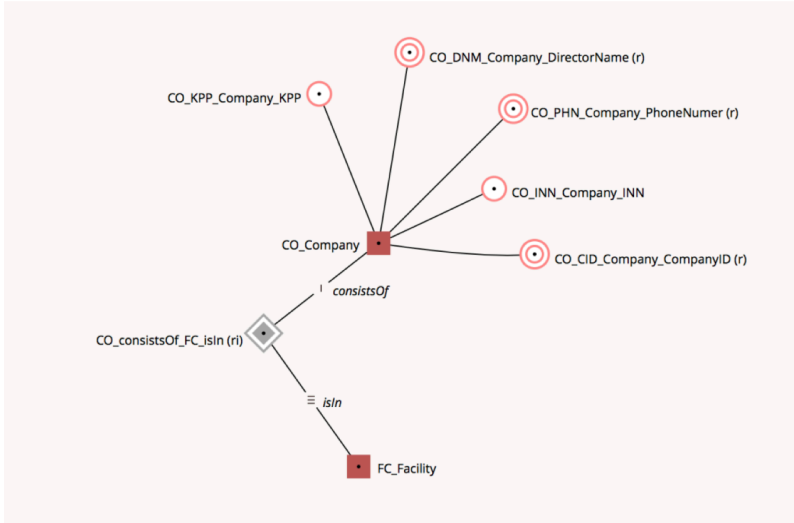 CO_DNM_Company_DirectorName (r)
CO_KPP_Company_KPP
CO_PHN_Company_PhoneNumer (r)
CO_INN_Company_INN
CO_Company
CO_CID_Company_CompanyID (r)
consistsOf
CO_consistsOf_FC_isIn (ri)
isIn
FC_Facility